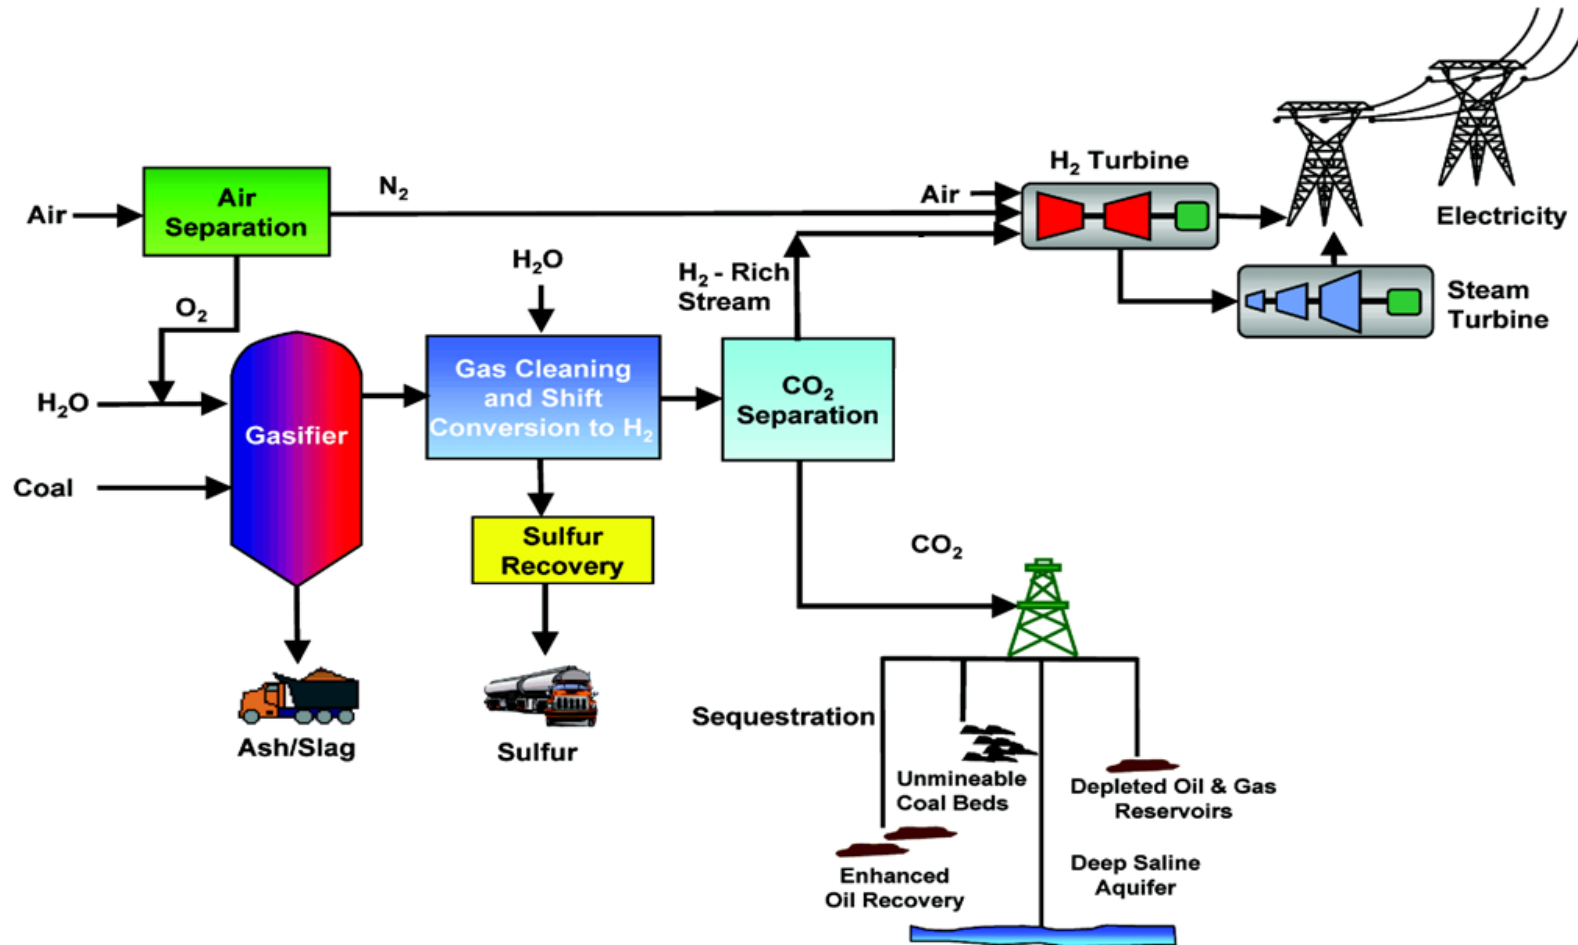 H₂ Turbine
Air
Separation
N₂
Air
Air
Electricity
H₂O
H₂ - Rich
Stream
Steam
Turbine
O₂
Gas Cleaning
and Shift
Conversion to H₂
CO₂
Separation
H₂O
Gasifier
Coal
Sulfur
Recovery
CO₂
Ash/Slag
Sulfur
Sequestration
Unmineable
Coal Beds
Depleted Oil & Gas
Reservoirs
Enhanced
Oil Recovery
Deep Saline
Aquifer